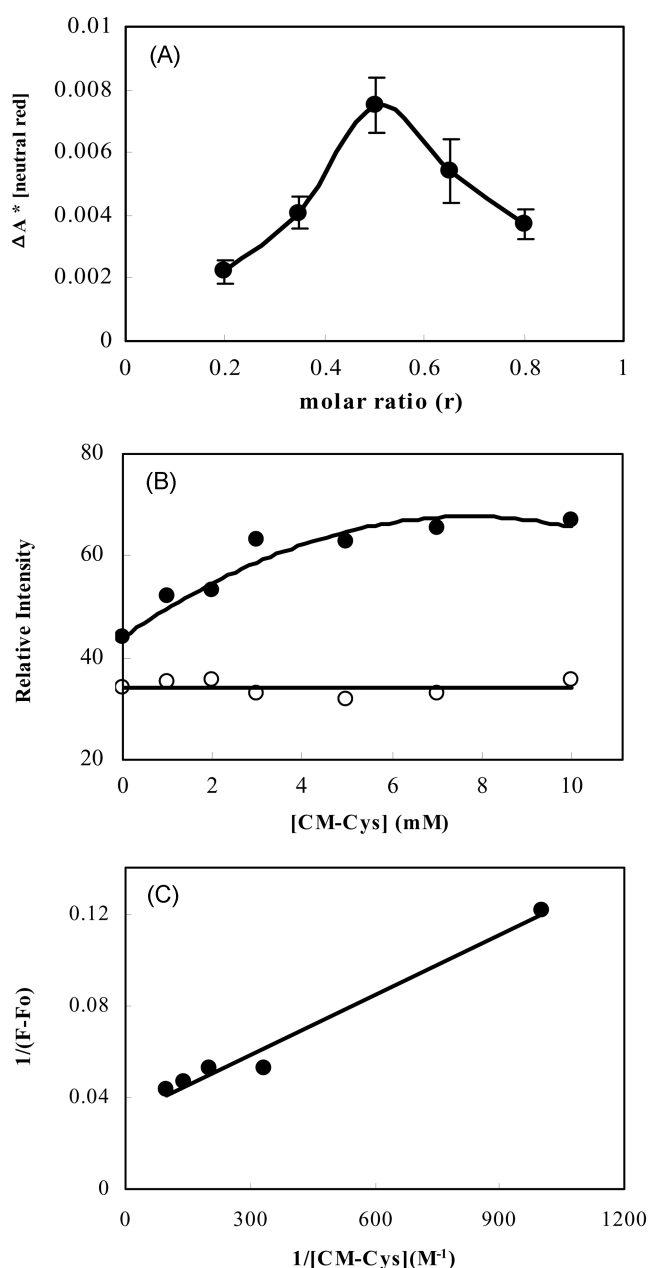 (A)
0.01
0.008
0.006
0.004
0.002
0
Δ A * [neutral red]
0 0.2 0.4 0.6 0.8 1
molar ratio (r)
(B)
80
60
40
20
Relative Intensity
0 2 4 6 8 10
[CM-Cys] (mM)
(C)
0.12
0.08
0.04
0
1/(F-Fo)
0 300 600 900 1200
1/[CM-Cys](M⁻¹)